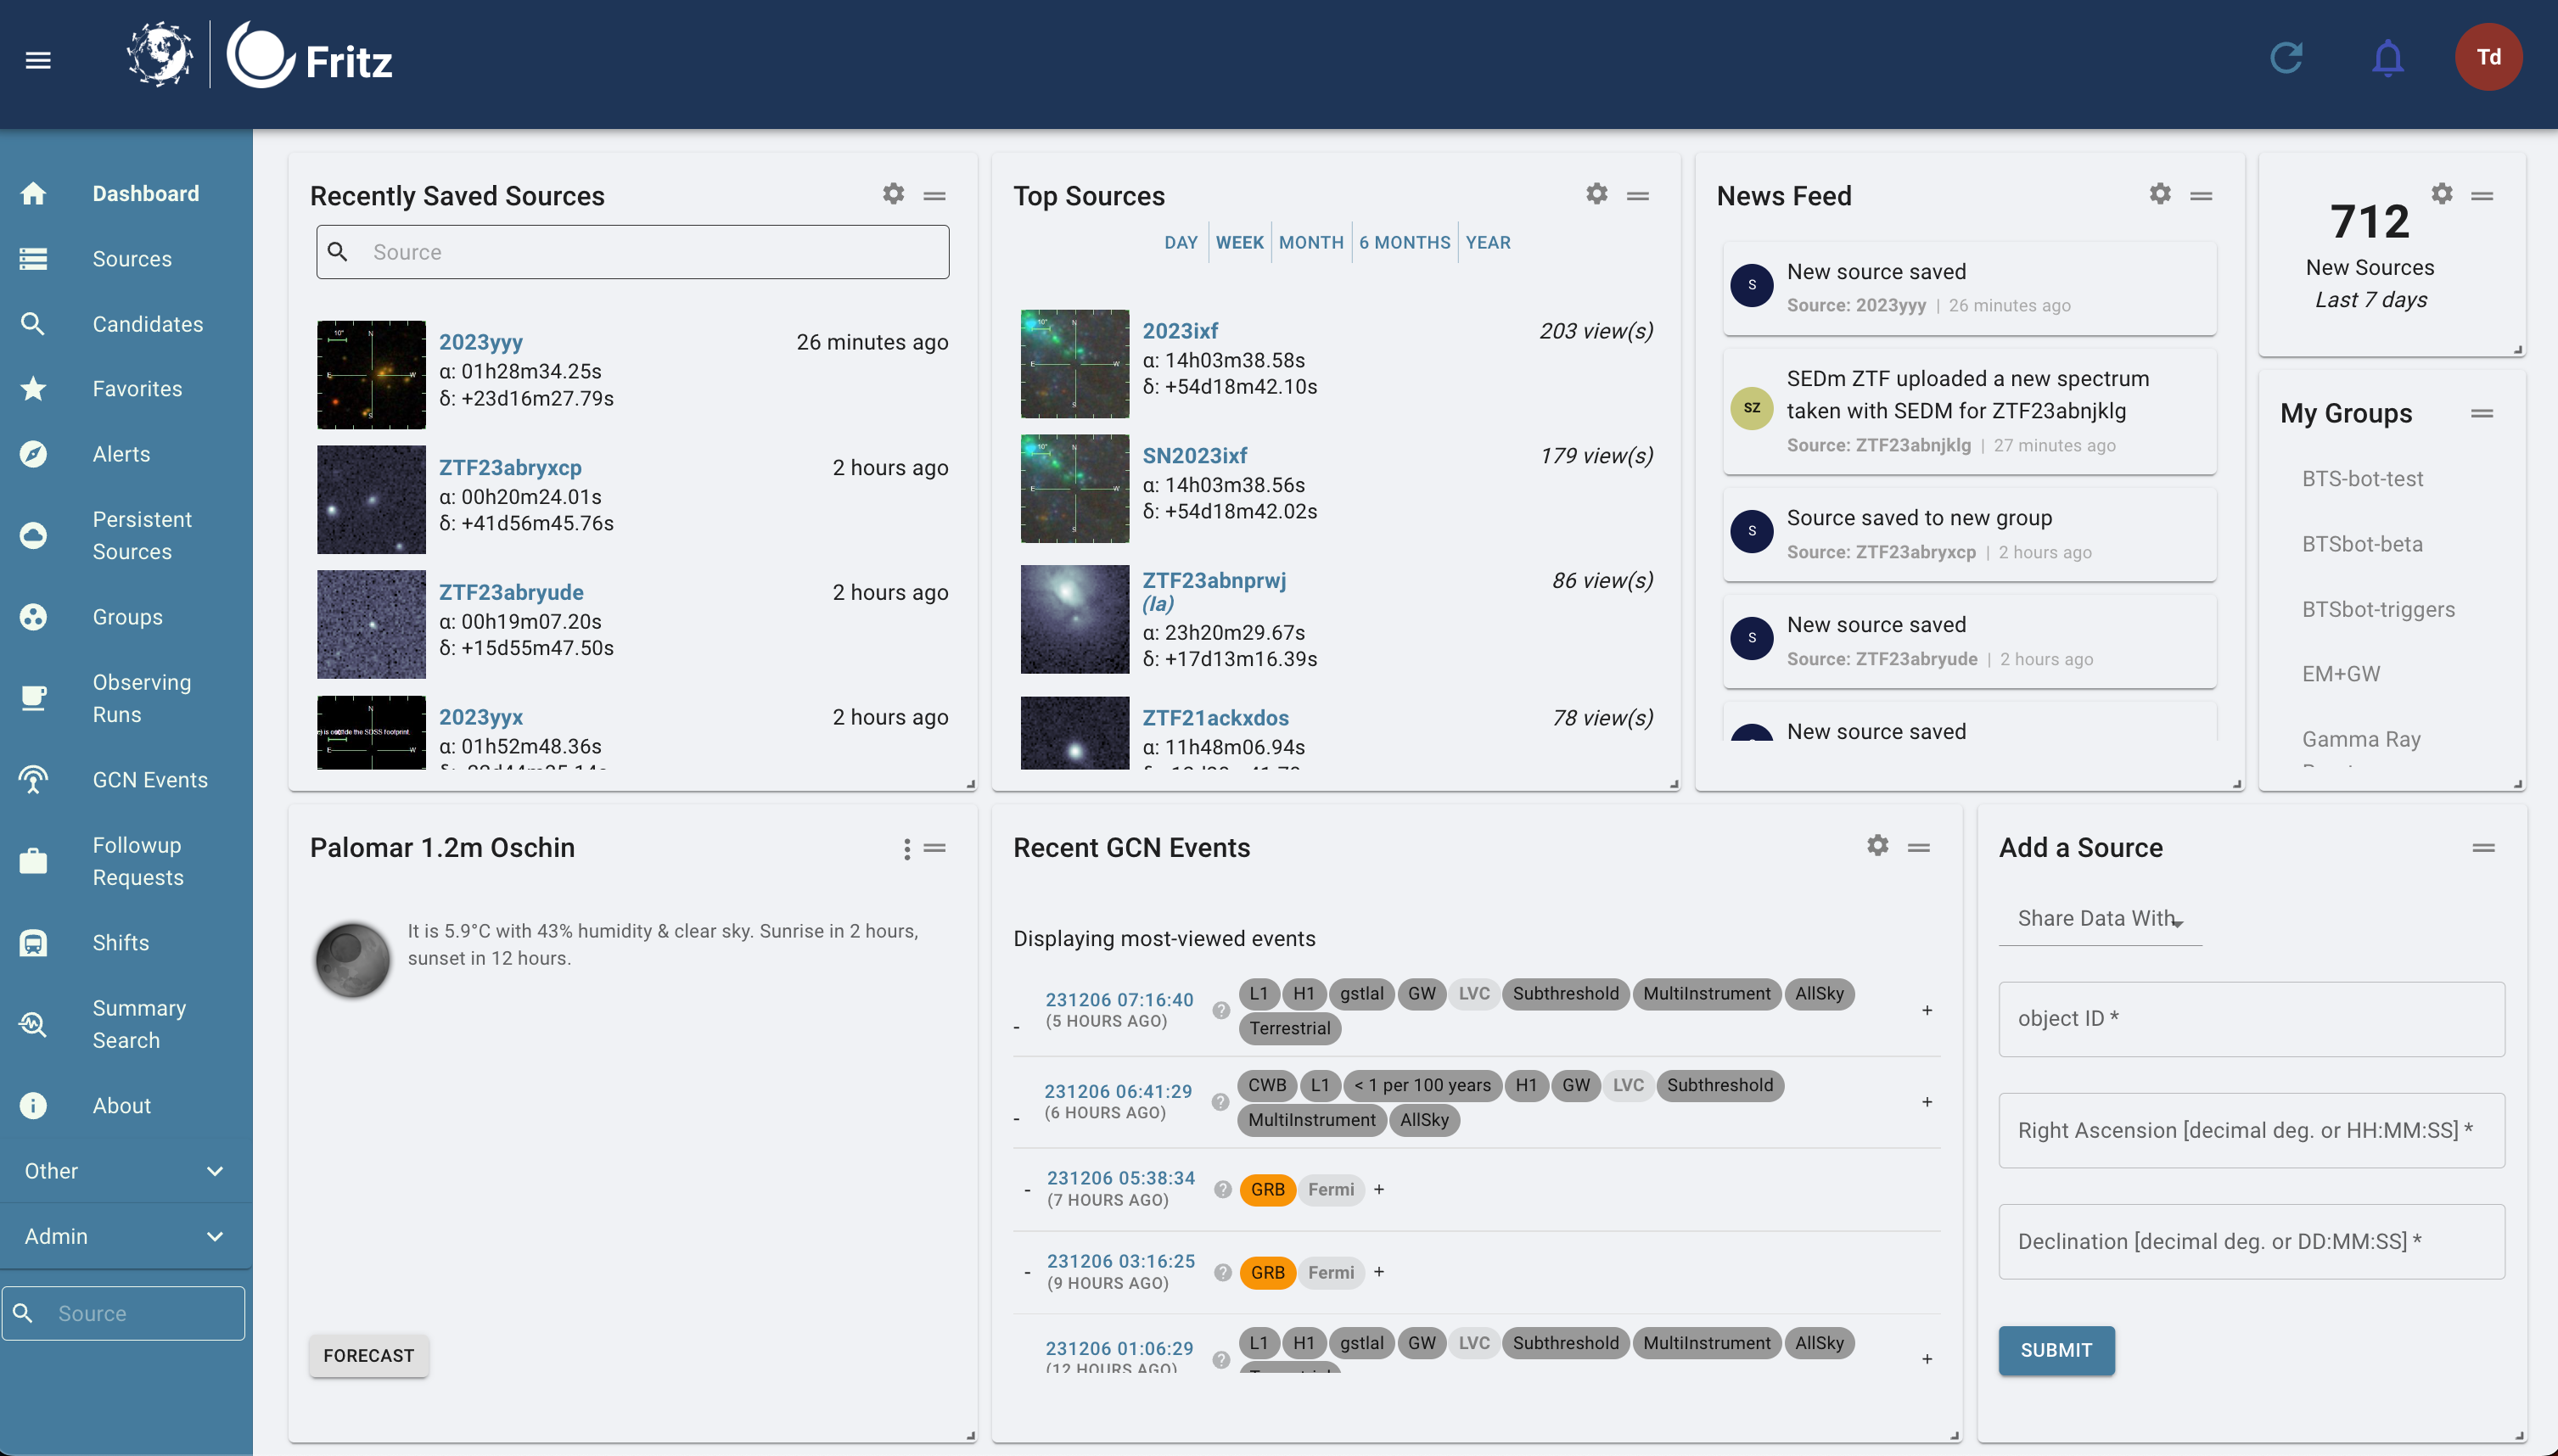 Fritz
Td
Dashboard
Sources
Candidates
Favorites
Alerts
Persistent
Sources
Groups
Observing
Runs
GCN Events
Followup
Requests
Shifts
Summary
Search
About
Other
Admin
Source
Recently Saved Sources
Source
2023yyy
26 minutes ago
α: 01h28m34.25s
δ: +23d16m27.79s
ZTF23abryxcp
2 hours ago
α: 00h20m24.01s
δ: +41d56m45.76s
ZTF23abryude
2 hours ago
α: 00h19m07.20s
δ: +15d55m47.50s
2023yyx
2 hours ago
α: 01h52m48.36s
Top Sources
DAY WEEK MONTH 6 MONTHS YEAR
2023ixf
203 view(s)
α: 14h03m38.58s
δ: +54d18m42.10s
SN2023ixf
179 view(s)
α: 14h03m38.56s
δ: +54d18m42.02s
ZTF23abnprwj
86 view(s)
(Ia)
α: 23h20m29.67s
δ: +17d13m16.39s
ZTF21ackxdos
78 view(s)
α: 11h48m06.94s
News Feed
S
New source saved
Source: 2023yyy | 26 minutes ago
SZ
SEDm ZTF uploaded a new spectrum
taken with SEDM for ZTF23abnjklg
Source: ZTF23abnjklg | 27 minutes ago
S
Source saved to new group
Source: ZTF23abryxcp | 2 hours ago
S
New source saved
Source: ZTF23abryude | 2 hours ago
New source saved
712
New Sources
Last 7 days
My Groups
BTS-bot-test
BTSbot-beta
BTSbot-triggers
EM+GW
Gamma Ray
Palomar 1.2m Oschin
It is 5.9°C with 43% humidity & clear sky. Sunrise in 2 hours,
sunset in 12 hours.
FORECAST
Recent GCN Events
Displaying most-viewed events
- 231206 07:16:40
(5 HOURS AGO)
? L1 H1 gstlal GW LVC Subthreshold MultiInstrument AllSky
Terrestrial
+
- 231206 06:41:29
(6 HOURS AGO)
? CWB L1 < 1 per 100 years H1 GW LVC Subthreshold
MultiInstrument AllSky
+
- 231206 05:38:34
(7 HOURS AGO)
? GRB Fermi +
- 231206 03:16:25
(9 HOURS AGO)
? GRB Fermi +
231206 01:06:29
(12 HOURS AGO)
? L1 H1 gstlal GW LVC Subthreshold MultiInstrument AllSky
+
Add a Source
Share Data With
object ID *
Right Ascension [decimal deg. or HH:MM:SS] *
Declination [decimal deg. or DD:MM:SS] *
SUBMIT